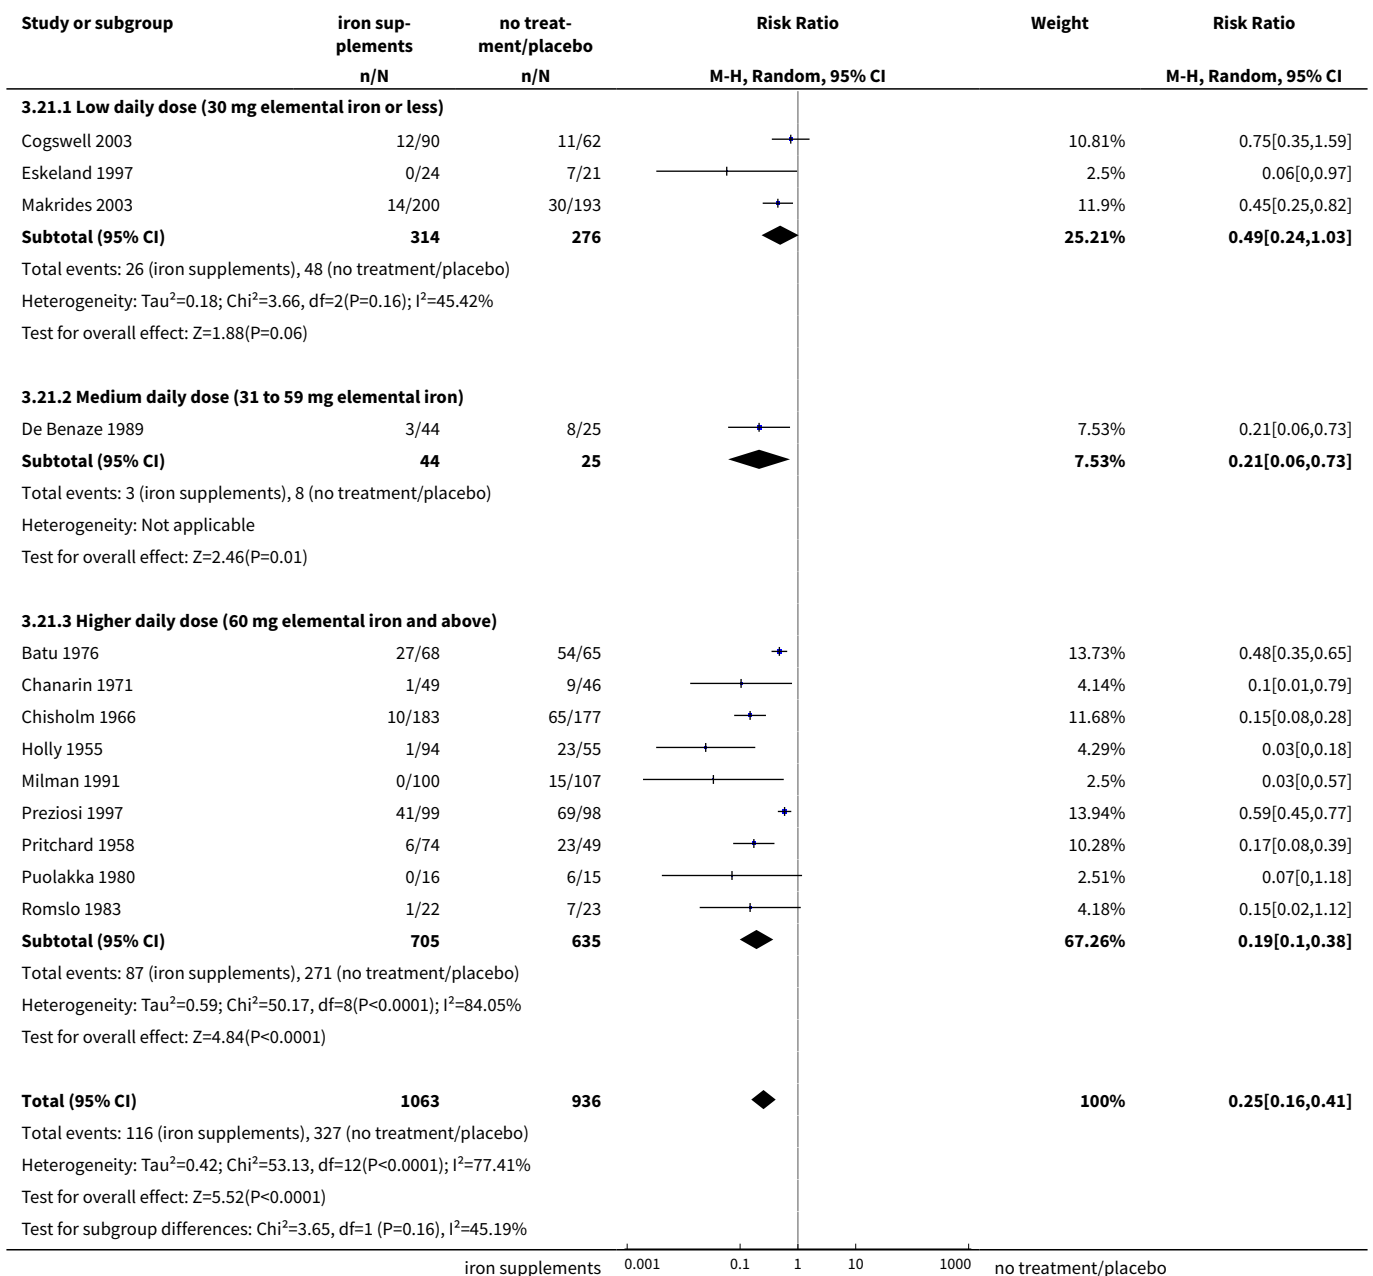 Study or subgroup iron sup- no treat- Risk Ratio Weight Risk Ratio
plements ment/placebo
n/N n/N M-H, Random, 95% CI M-H, Random, 95% CI
3.21.1 Low daily dose (30 mg elemental iron or less)
Cogswell 2003 12/90 11/62 10.81% 0.75[0.35,1.59]
Eskeland 1997 0/24 7/21 2.5% 0.06[0,0.97]
Makrides 2003 14/200 30/193 11.9% 0.45[0.25,0.82]
Subtotal (95% CI) 314 276 25.21% 0.49[0.24,1.03]
Total events: 26 (iron supplements), 48 (no treatment/placebo)
Heterogeneity: Tau²=0.18; Chi²=3.66, df=2(P=0.16); I²=45.42%
Test for overall effect: Z=1.88(P=0.06)
3.21.2 Medium daily dose (31 to 59 mg elemental iron)
De Benaze 1989 3/44 8/25 7.53% 0.21[0.06,0.73]
Subtotal (95% CI) 44 25 7.53% 0.21[0.06,0.73]
Total events: 3 (iron supplements), 8 (no treatment/placebo)
Heterogeneity: Not applicable
Test for overall effect: Z=2.46(P=0.01)
3.21.3 Higher daily dose (60 mg elemental iron and above)
Batu 1976 27/68 54/65 13.73% 0.48[0.35,0.65]
Chanarin 1971 1/49 9/46 4.14% 0.1[0.01,0.79]
Chisholm 1966 10/183 65/177 11.68% 0.15[0.08,0.28]
Holly 1955 1/94 23/55 4.29% 0.03[0,0.18]
Milman 1991 0/100 15/107 2.5% 0.03[0,0.57]
Preziosi 1997 41/99 69/98 13.94% 0.59[0.45,0.77]
Pritchard 1958 6/74 23/49 10.28% 0.17[0.08,0.39]
Puolakka 1980 0/16 6/15 2.51% 0.07[0,1.18]
Romslo 1983 1/22 7/23 4.18% 0.15[0.02,1.12]
Subtotal (95% CI) 705 635 67.26% 0.19[0.1,0.38]
Total events: 87 (iron supplements), 271 (no treatment/placebo)
Heterogeneity: Tau²=0.59; Chi²=50.17, df=8(P<0.0001); I²=84.05%
Test for overall effect: Z=4.84(P<0.0001)
Total (95% CI) 1063 936 100% 0.25[0.16,0.41]
Total events: 116 (iron supplements), 327 (no treatment/placebo)
Heterogeneity: Tau²=0.42; Chi²=53.13, df=12(P<0.0001); I²=77.41%
Test for overall effect: Z=5.52(P<0.0001)
Test for subgroup differences: Chi²=3.65, df=1 (P=0.16), I²=45.19%
iron supplements 0.001 0.1 1 10 1000 no treatment/placebo